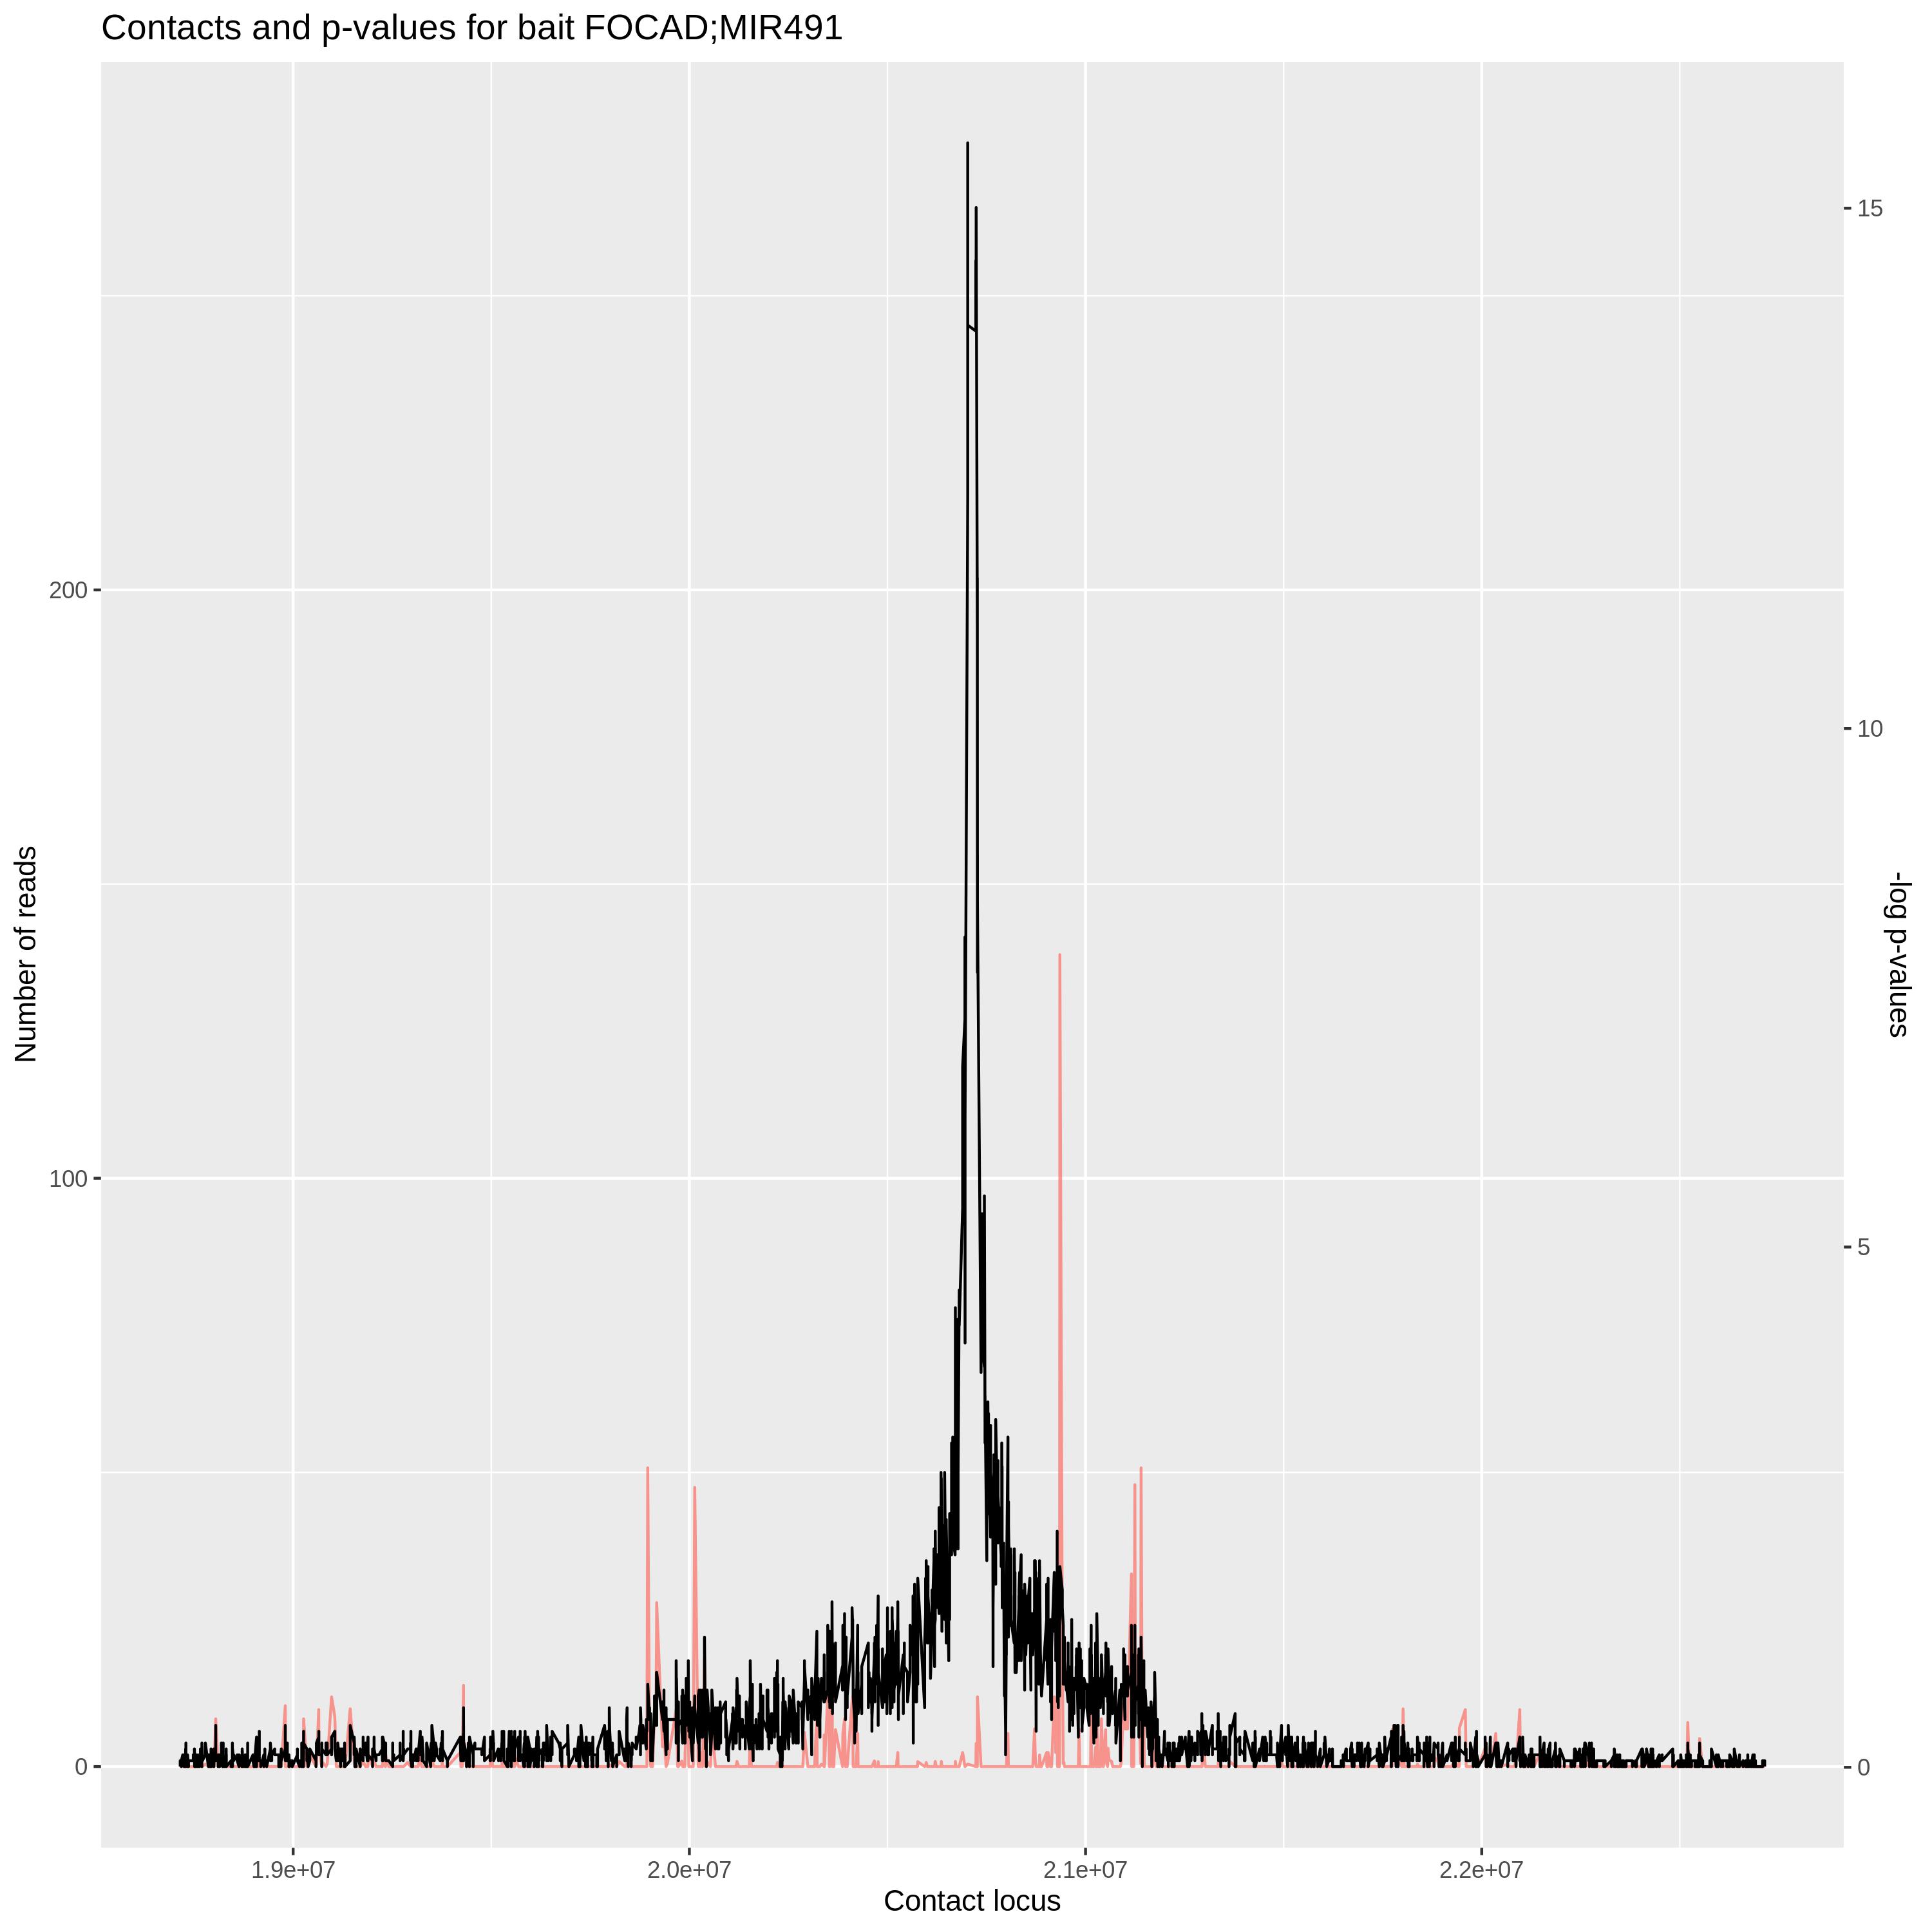 Contacts and p-values for bait FOCAD;MIR491
Number of reads
200
100
0
15
10
5
0
-log p-values
1.9e+07 2.0e+07 2.1e+07 2.2e+07
Contact locus